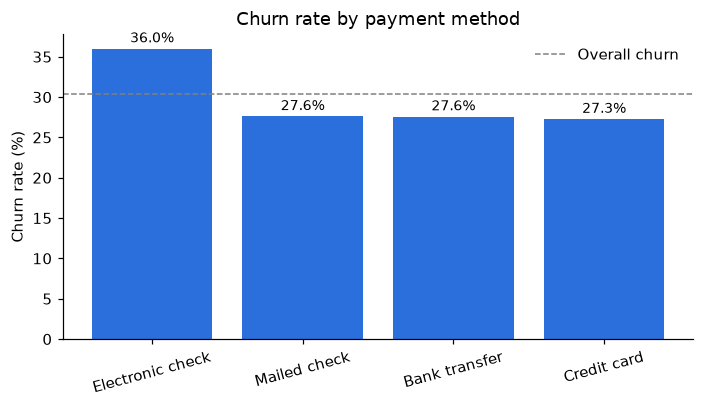 Churn rate by payment method
Overall churn
36.0%
27.6%
27.6%
27.3%
Churn rate (%)
35
30
25
20
15
10
5
0
Electronic check
Mailed check
Bank transfer
Credit card